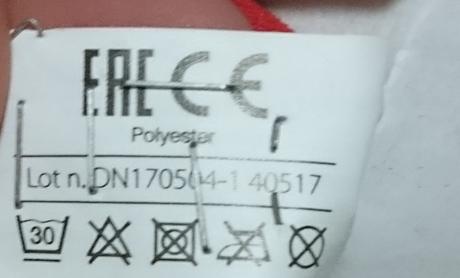 EAC CE
Polyester
Lot n. DN170504-1 40517
30